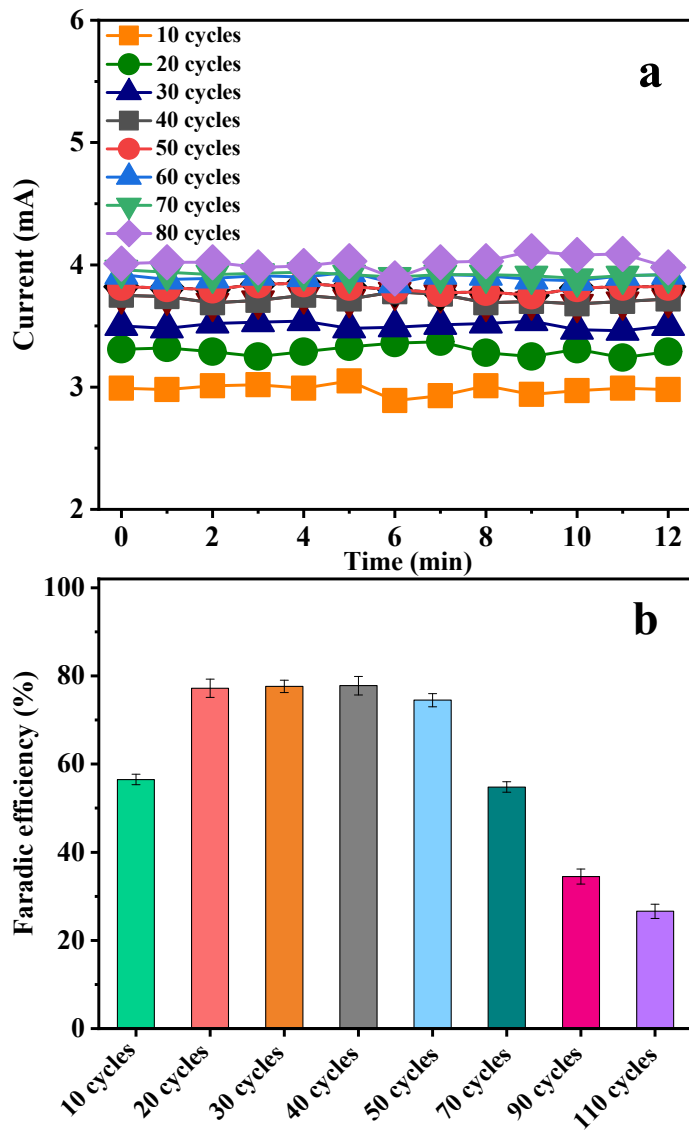 a
10 cycles
20 cycles
30 cycles
40 cycles
50 cycles
60 cycles
70 cycles
80 cycles
Current (mA)
6
5
4
3
2
0 2 4 6 8 10 12
Time (min)
b
Faradic efficiency (%)
100
80
60
40
20
0
10 cycles
20 cycles
30 cycles
40 cycles
50 cycles
70 cycles
90 cycles
110 cycles